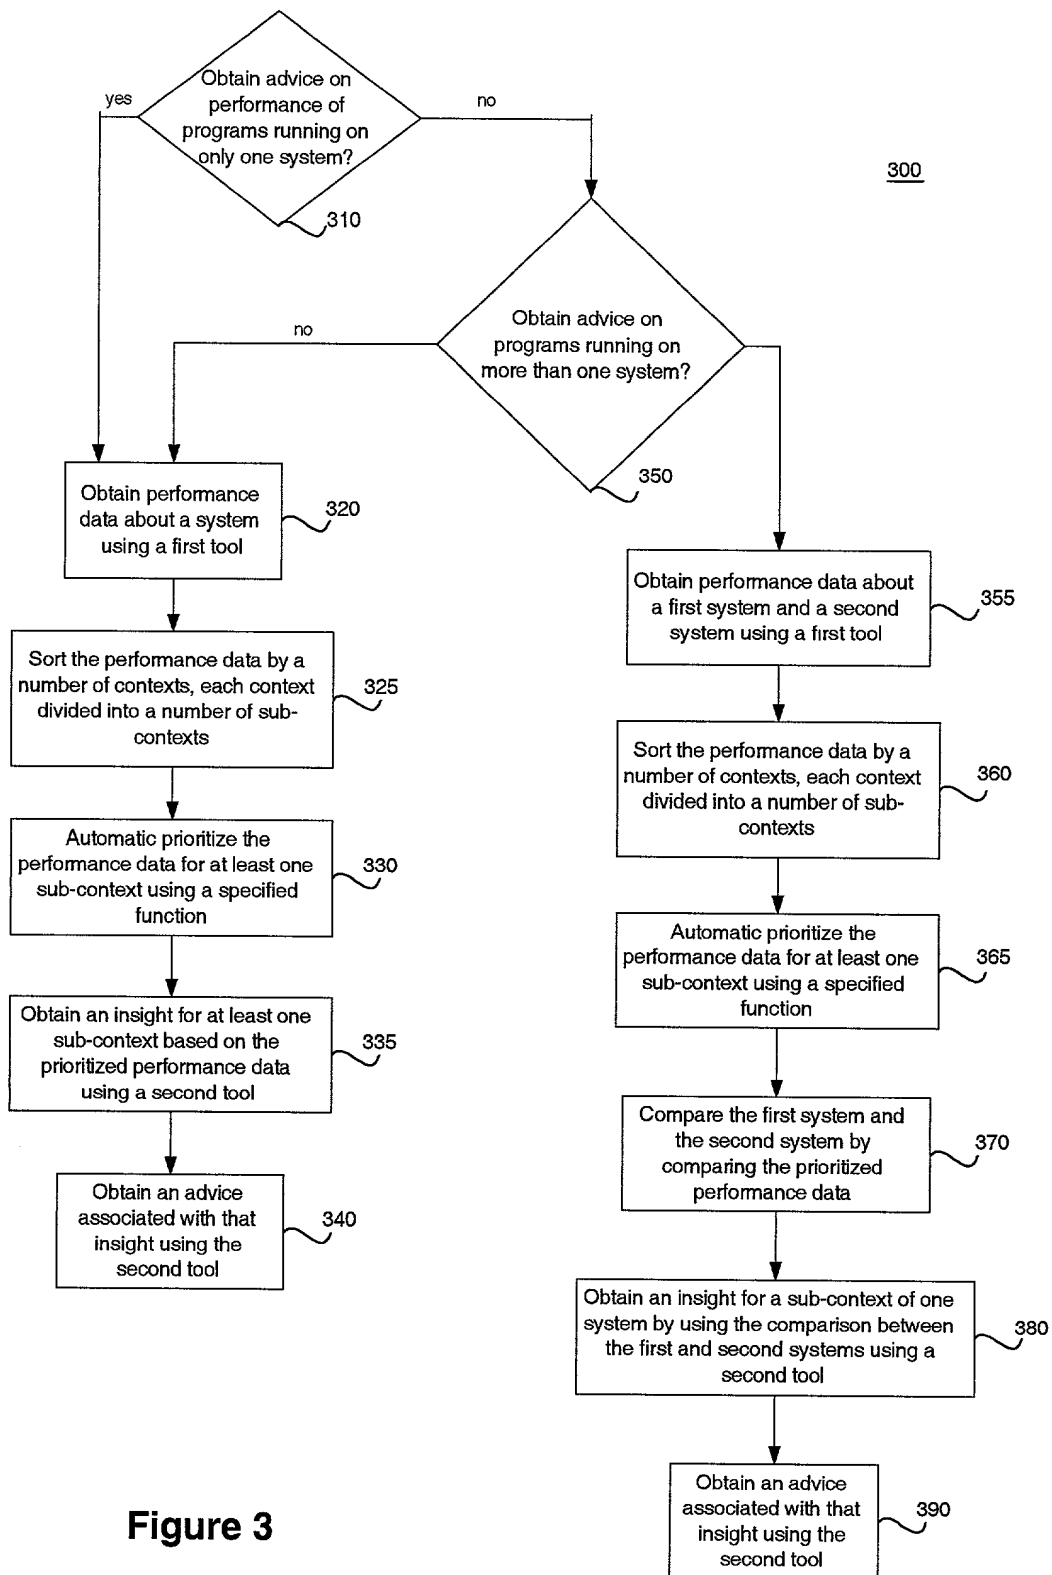 Obtain advice on
performance of
programs running on
only one system?
yes
no
310
300
Obtain advice on
programs running on
more than one system?
no
350
Obtain performance
data about a system
using a first tool
320
Sort the performance data by a
number of contexts, each context
divided into a number of sub-
contexts
325
Automatic prioritize the
performance data for at least one
sub-context using a specified
function
330
Obtain an insight for at least one
sub-context based on the
prioritized performance data
using a second tool
335
Obtain an advice
associated with that
insight using the
second tool
340
Obtain performance data about
a first system and a second
system using a first tool
355
Sort the performance data by a
number of contexts, each context
divided into a number of sub-
contexts
360
Automatic prioritize the
performance data for at least one
sub-context using a specified
function
365
Compare the first system and
the second system by
comparing the prioritized
performance data
370
Obtain an insight for a sub-context of one
system by using the comparison between
the first and second systems using a
second tool
380
Obtain an advice
associated with that
insight using the
second tool
390
Figure 3